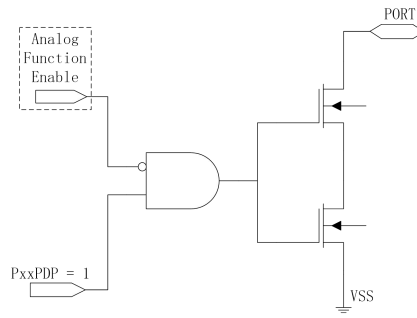 PORT
Analog
Function
Enable
PxxPDP = 1
VSS